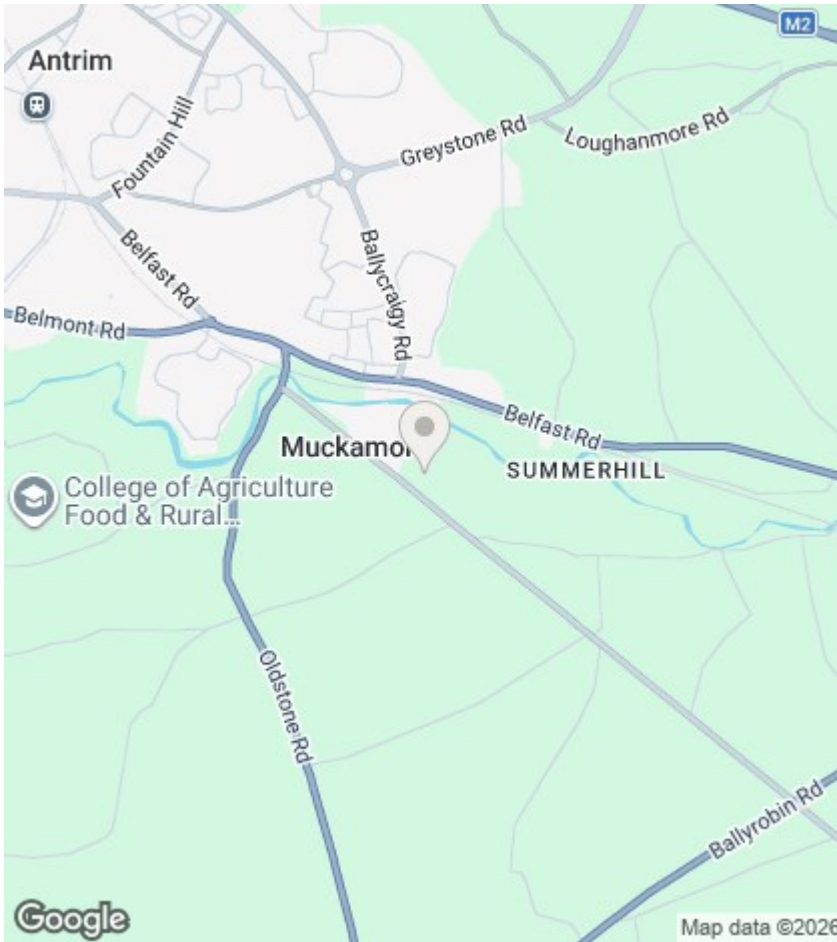 M2
Antrim
Fountain Hill
Greystone Rd
Loughanmore Rd
Belfast Rd
Ballycraigy Rd
Belmont Rd
Belfast Rd
Muckamor
SUMMERHILL
College of Agriculture
Food & Rural...
Oldstone Rd
Ballyrobin Rd
Google
Map data ©2026